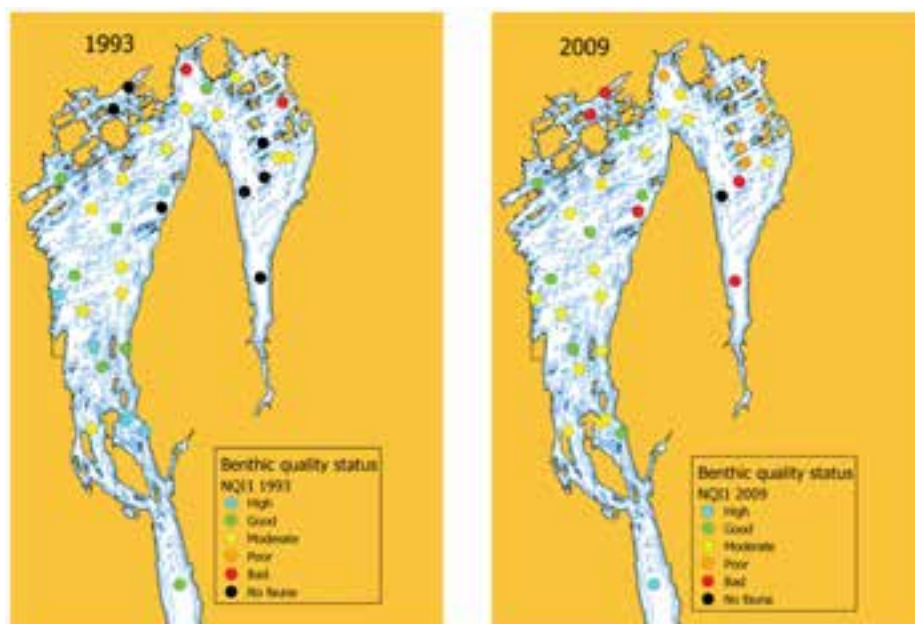 1993
Benthic quality status
NQI1 1993
High
Good
Moderate
Poor
Bad
No fauna
2009
Benthic quality status
NQI1 2009
High
Good
Moderate
Poor
Bad
No fauna